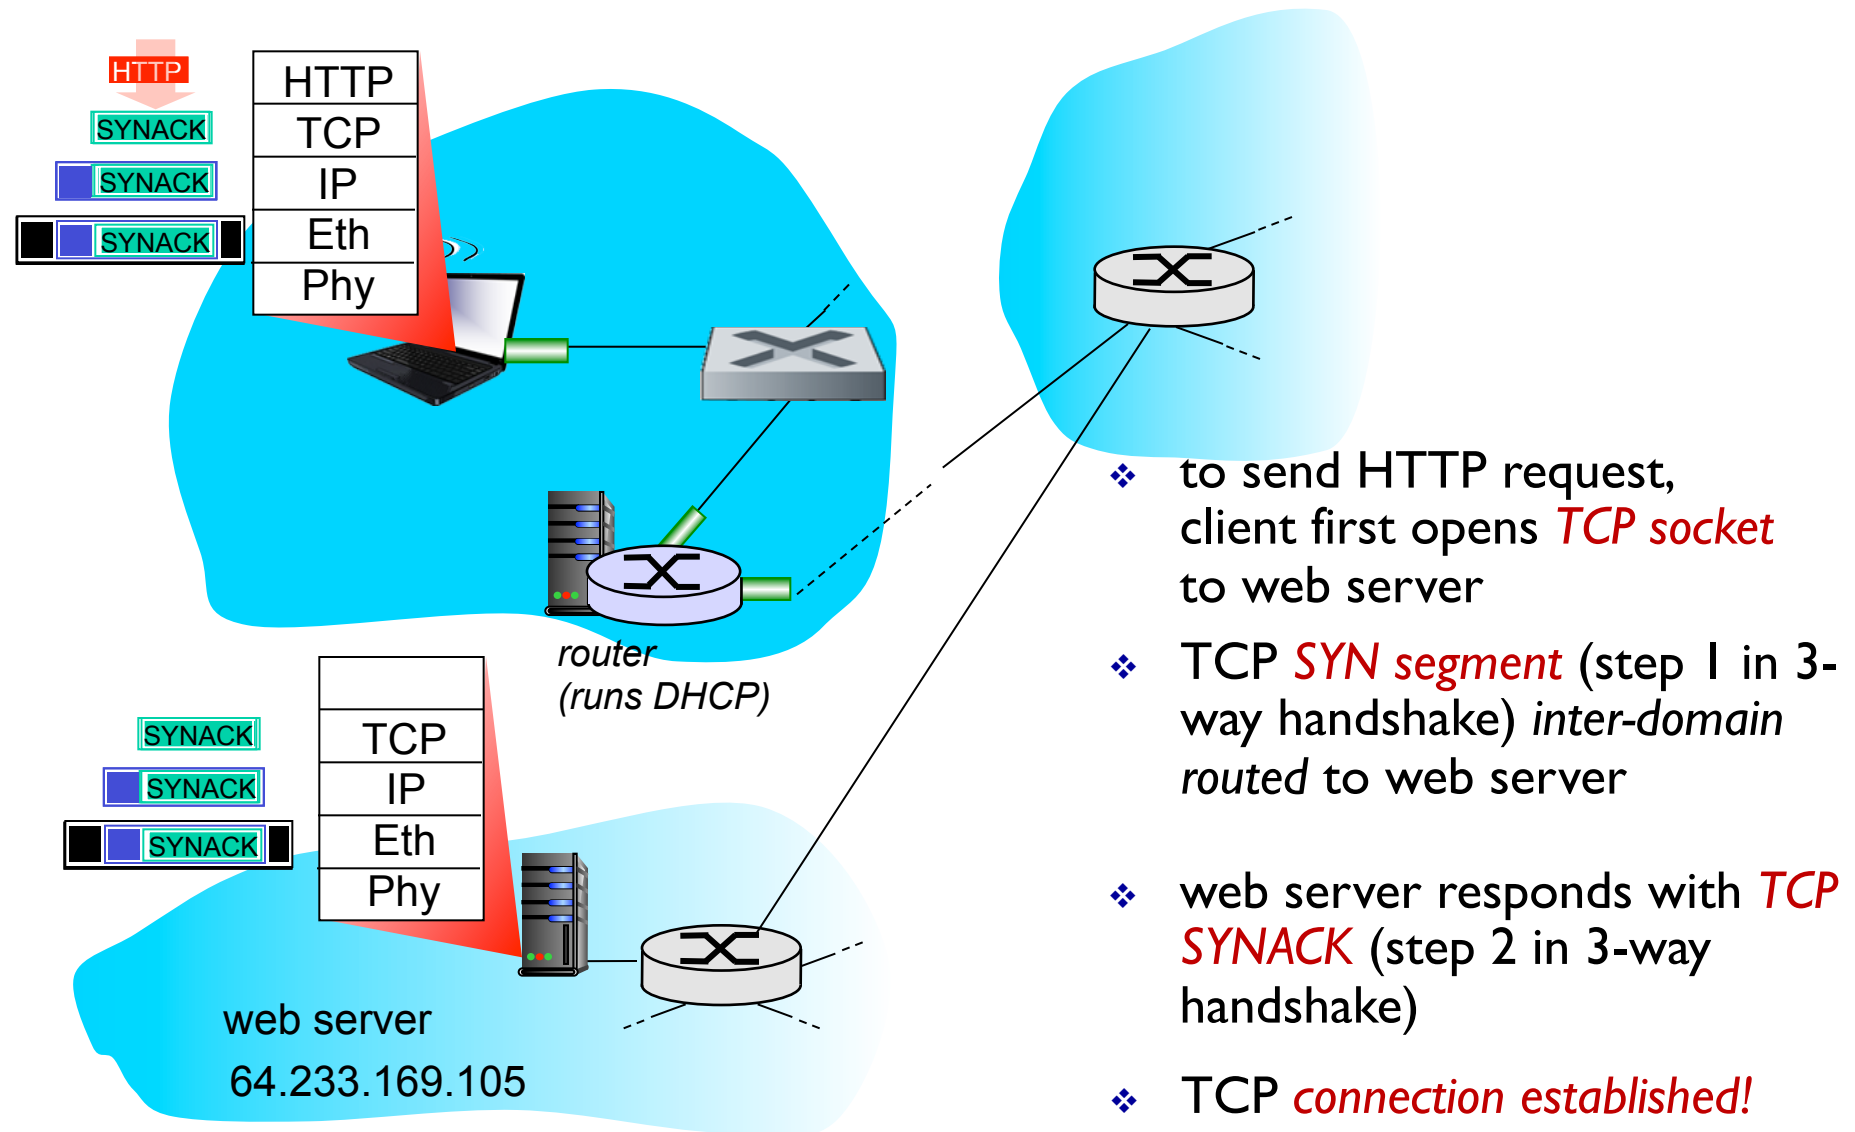 HTTP
SYNACK
SYNACK
SYNACK
HTTP
TCP
IP
Eth
Phy
router
(runs DHCP)
SYNACK
SYNACK
SYNACK
TCP
IP
Eth
Phy
web server
64.233.169.105
to send HTTP request,
client first opens TCP socket
to web server
TCP SYN segment (step 1 in 3-
way handshake) inter-domain
routed to web server
web server responds with TCP
SYNACK (step 2 in 3-way
handshake)
TCP connection established!